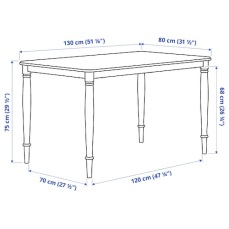 130 cm (51 ⅛")
80 cm (31 ½")
75 cm (29 ½")
68 cm (26 ¾")
70 cm (27 ½")
120 cm (47 ¼")